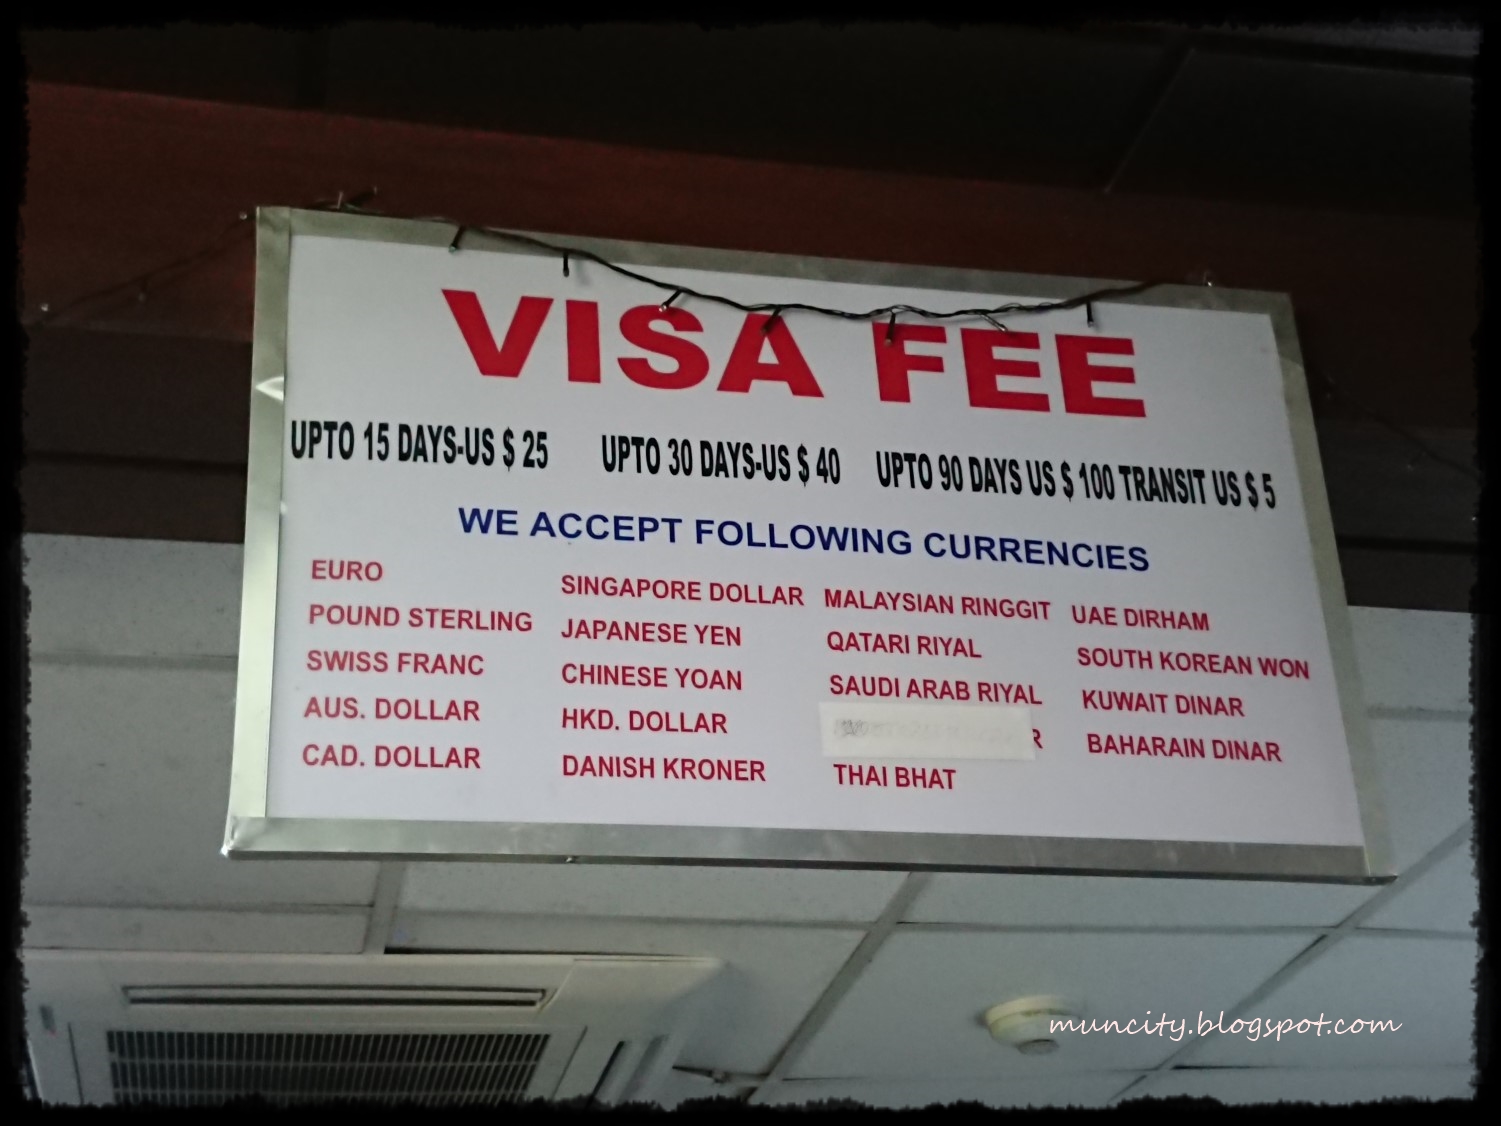 VISA FEE
UPTO 15 DAYS-US $ 25 UPTO 30 DAYS-US $ 40 UPTO 90 DAYS US $ 100 TRANSIT US $ 5
WE ACCEPT FOLLOWING CURRENCIES
EURO
POUND STERLING
SWISS FRANC
AUS. DOLLAR
CAD. DOLLAR
SINGAPORE DOLLAR
JAPANESE YEN
CHINESE YOAN
HKD. DOLLAR
DANISH KRONER
MALAYSIAN RINGGIT
QATARI RIYAL
SAUDI ARAB RIYAL
THAI BHAT
UAE DIRHAM
SOUTH KOREAN WON
KUWAIT DINAR
BAHARAIN DINAR
muncity.blogspot.com